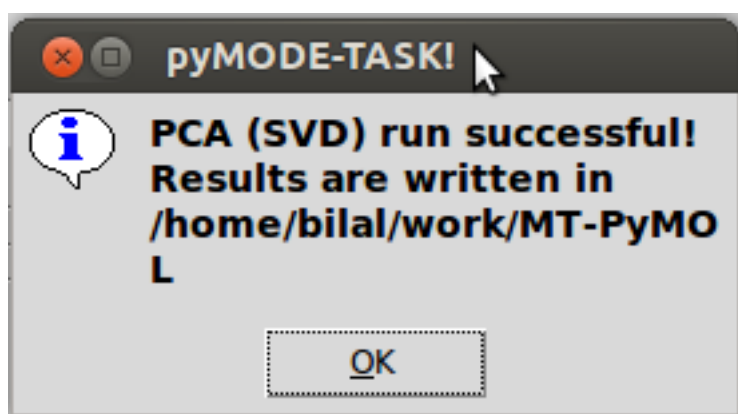 pyMODE-TASK!
PCA (SVD) run successful!
Results are written in
/home/bilal/work/MT-PyMO
L
OK